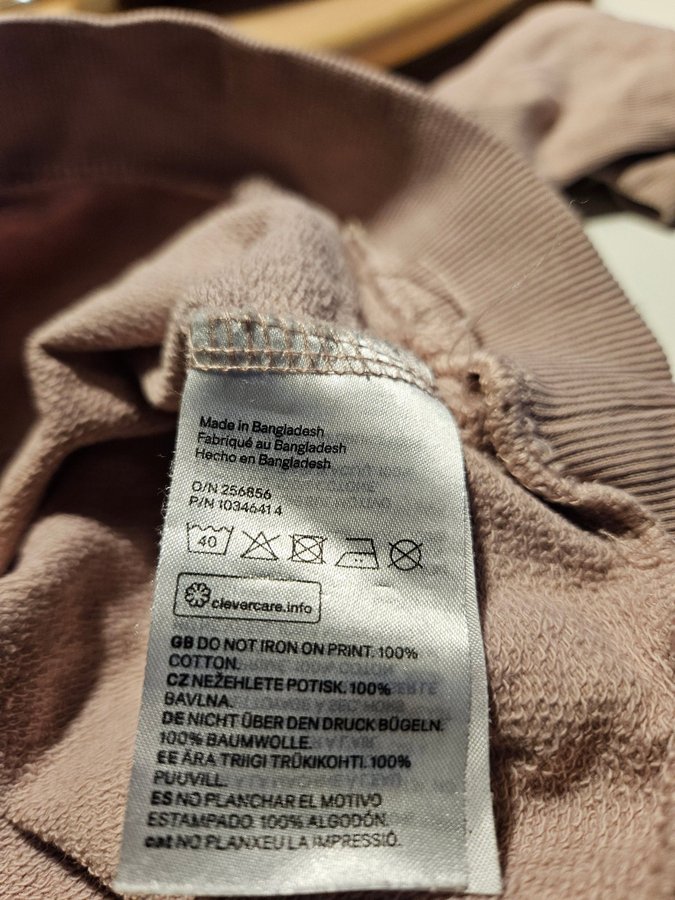 Made in Bangladesh
Fabriqué au Bangladesh
Hecho en Bangladesh
O/N 256856
P/N 10346414
40
clevercare.info
GB DO NOT IRON ON PRINT. 100%
COTTON.
CZ NEŽEHLETE POTISK. 100%
BAVLNA.
DE NICHT ÜBER DEN DRUCK BÜGELN.
100% BAUMWOLLE.
EE ÄRA TRIIGI TRÜKIKOHTI. 100%
PUUVILL.
ES NO PLANCHAR EL MOTIVO
ESTAMPADO. 100% ALGODÓN.
cat NO PLANXEU LA IMPRESSIÓ.